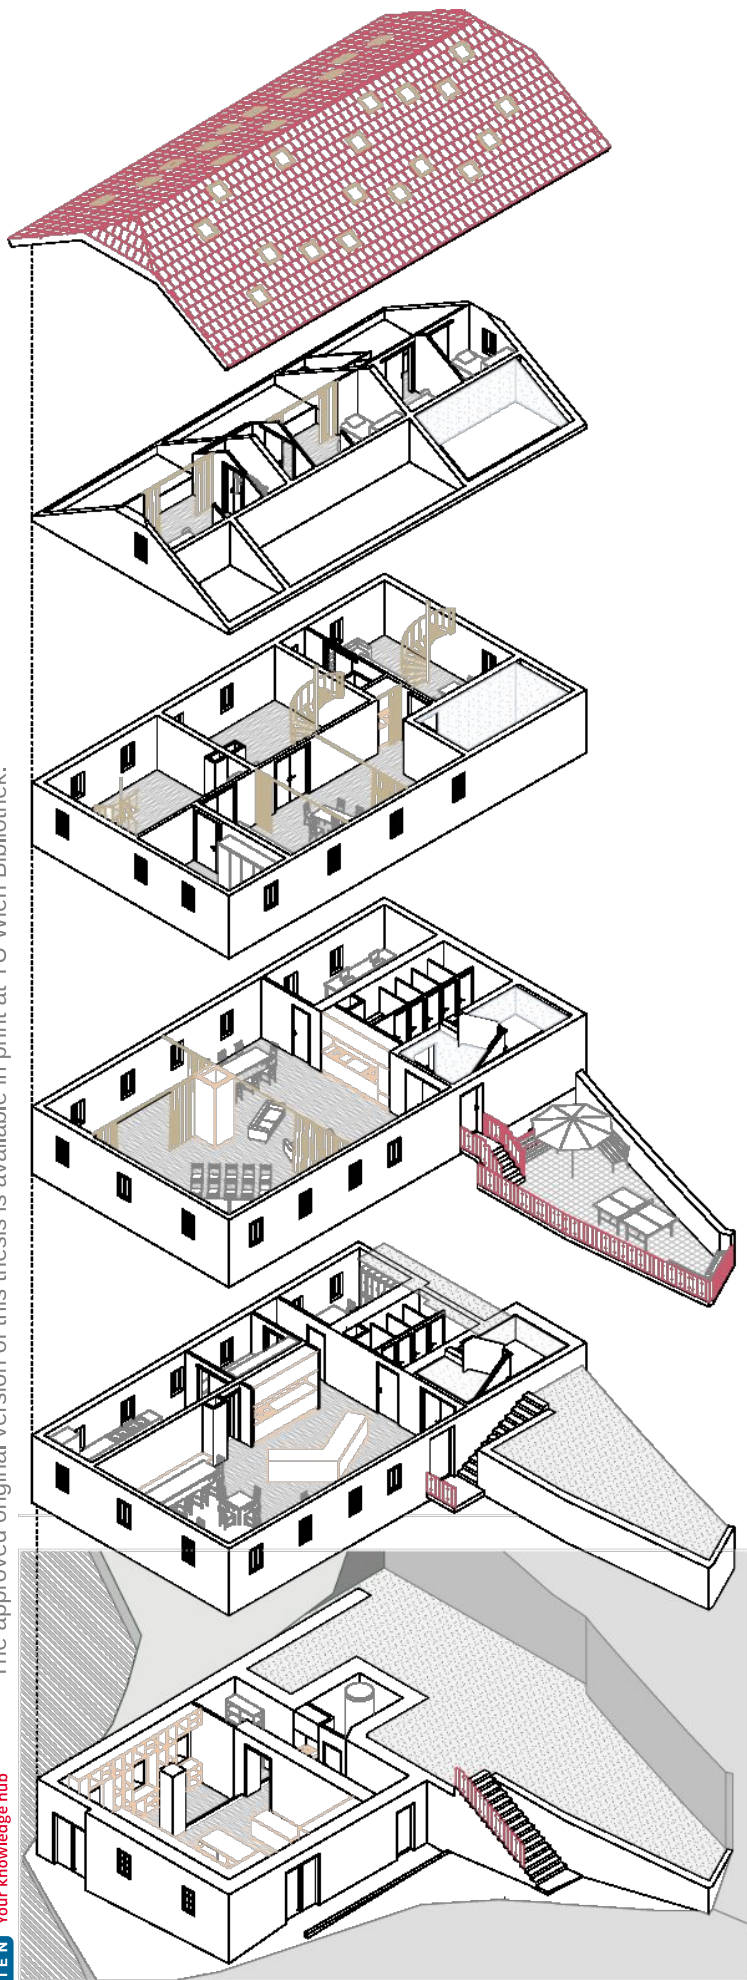 The approved original version of this thesis is available in print at TU Wien Bibliothek.
Your knowledge hub